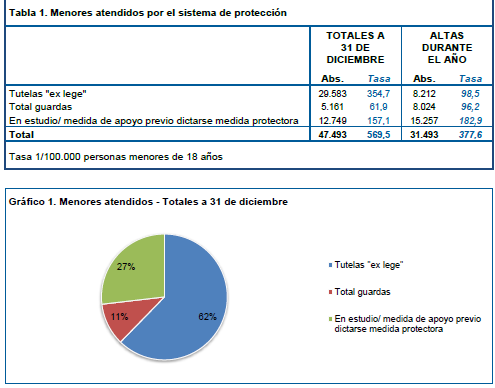 Tabla 1. Menores atendidos por el sistema de protección
TOTALES A 31 DE DICIEMBRE ALTAS DURANTE EL AÑO
Abs. Tasa Abs. Tasa
Tutelas "ex lege" 29.583 354,7 8.212 98,5
Total guardas 5.161 61,9 8.024 96,2
En estudio/ medida de apoyo previo dictarse medida protectora 12.749 157,1 15.257 182,9
Total 47.493 569,5 31.493 377,6
Tasa 1/100.000 personas menores de 18 años
Gráfico 1. Menores atendidos - Totales a 31 de diciembre
27%
11%
62%
Tutelas "ex lege"
Total guardas
En estudio/ medida de apoyo previo
dictarse medida protectora